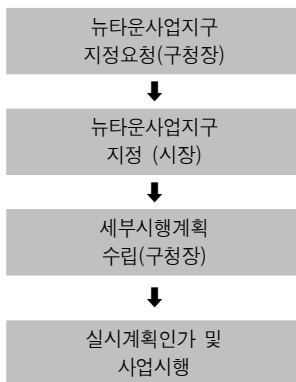 뉴타운사업지구
지정요청(구청장)
뉴타운사업지구
지정 (시장)
세부시행계획
수립(구청장)
실시계획인가 및
사업시행